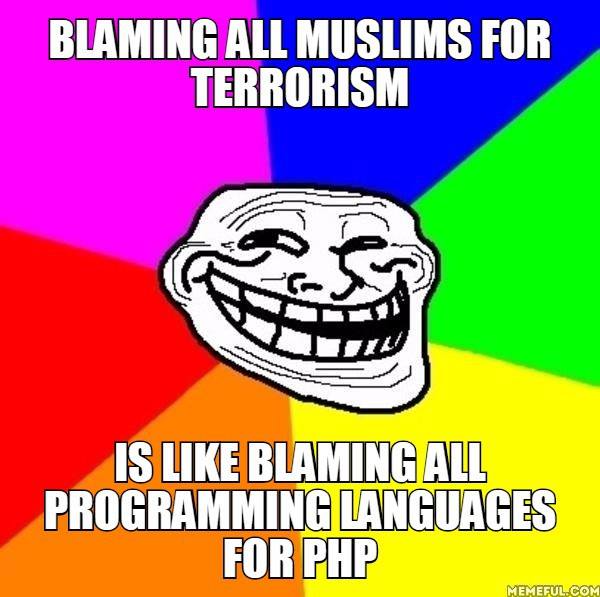 BLAMING ALL MUSLIMS FOR
TERRORISM
IS LIKE BLAMING ALL
PROGRAMMING LANGUAGES
FOR PHP
MEMEFUL.COM